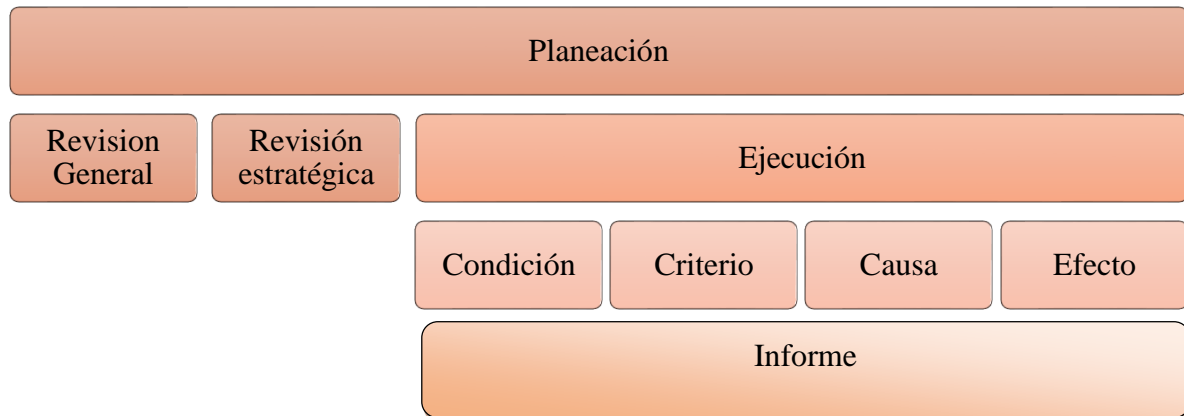 Planeación
Revision
General
Revisión
estratégica
Ejecución
Condición
Criterio
Causa
Efecto
Informe